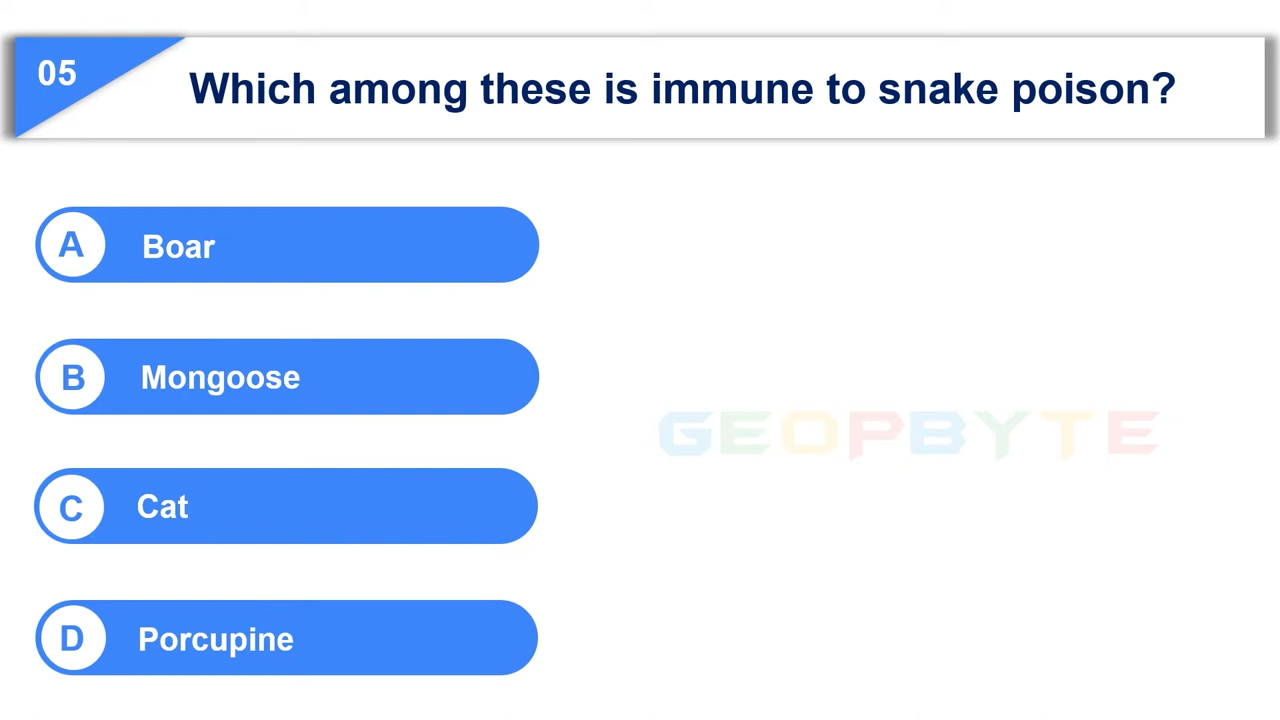 05
Which among these is immune to snake poison?
A Boar
B Mongoose
GEOPBYTE
C Cat
D Porcupine